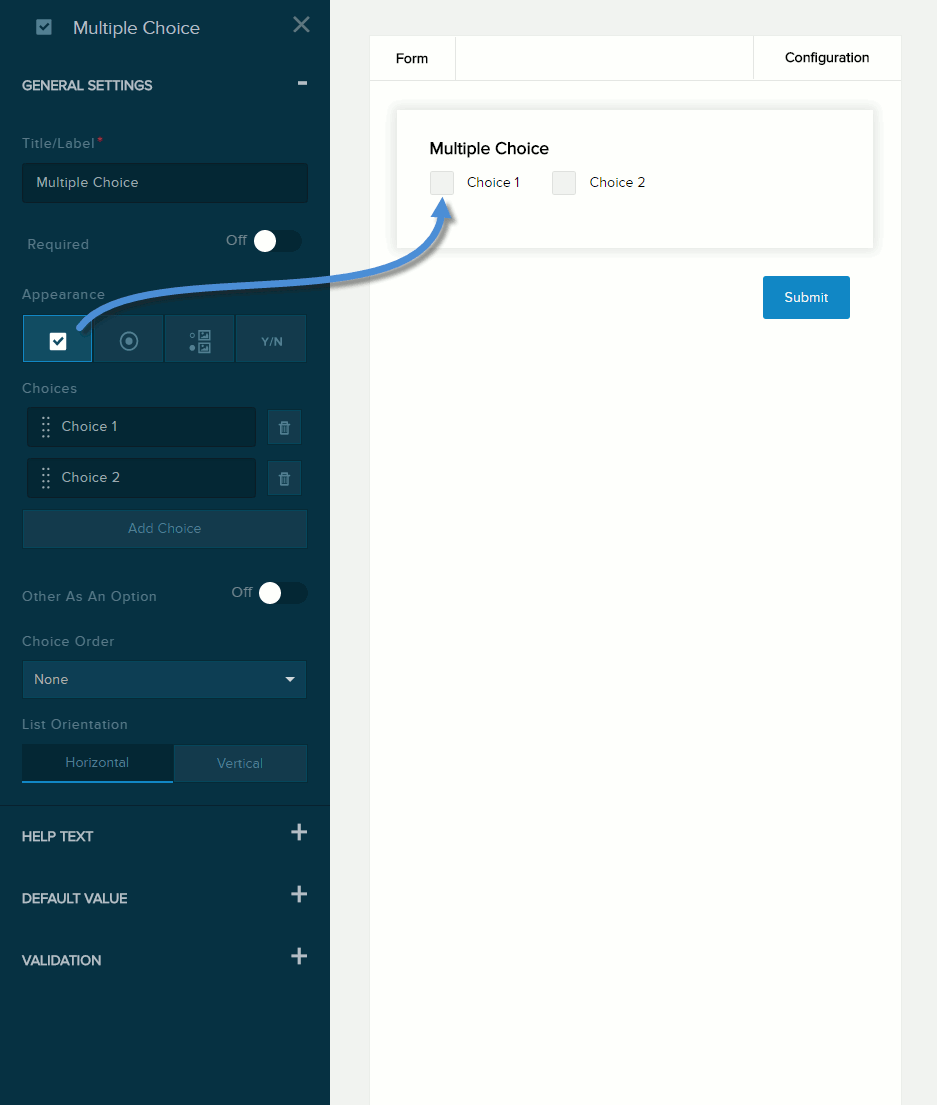 Multiple Choice
GENERAL SETTINGS
Title/Label*
Multiple Choice
Required Off
Appearance
Y/N
Choices
Choice 1
Choice 2
Add Choice
Other As An Option Off
Choice Order
None
List Orientation
Horizontal Vertical
HELP TEXT
DEFAULT VALUE
VALIDATION
Form Configuration
Multiple Choice
Choice 1 Choice 2
Submit